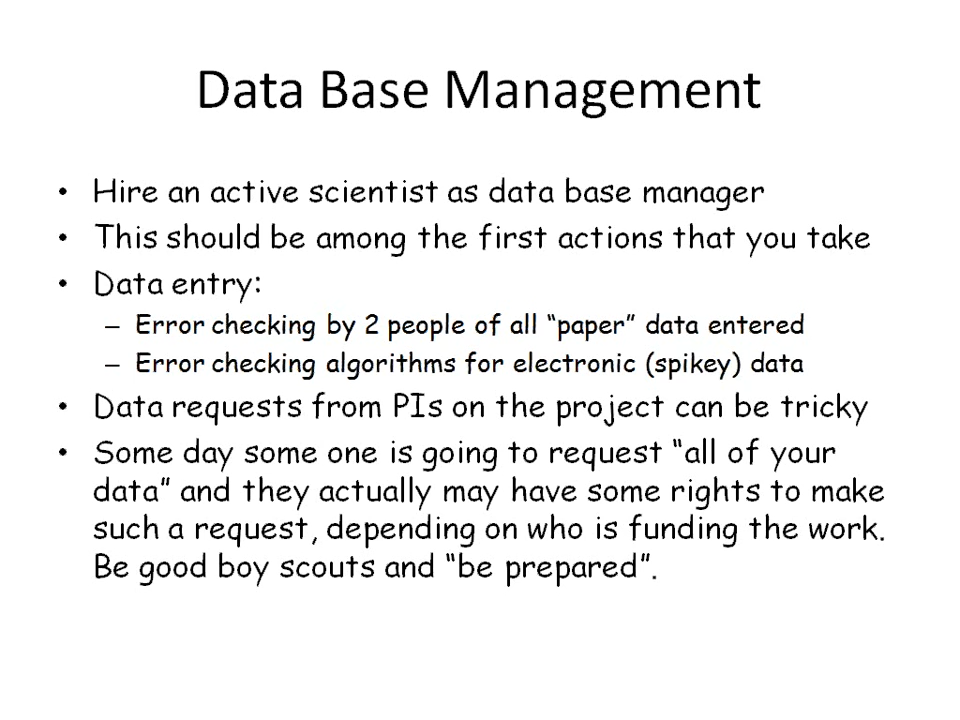 Data Base Management
• Hire an active scientist as data base manager
• This should be among the first actions that you take
• Data entry:
– Error checking by 2 people of all “paper” data entered
– Error checking algorithms for electronic (spikey) data
• Data requests from PIs on the project can be tricky
• Some day some one is going to request “all of your
data” and they actually may have some rights to make
such a request, depending on who is funding the work.
Be good boy scouts and “be prepared”.